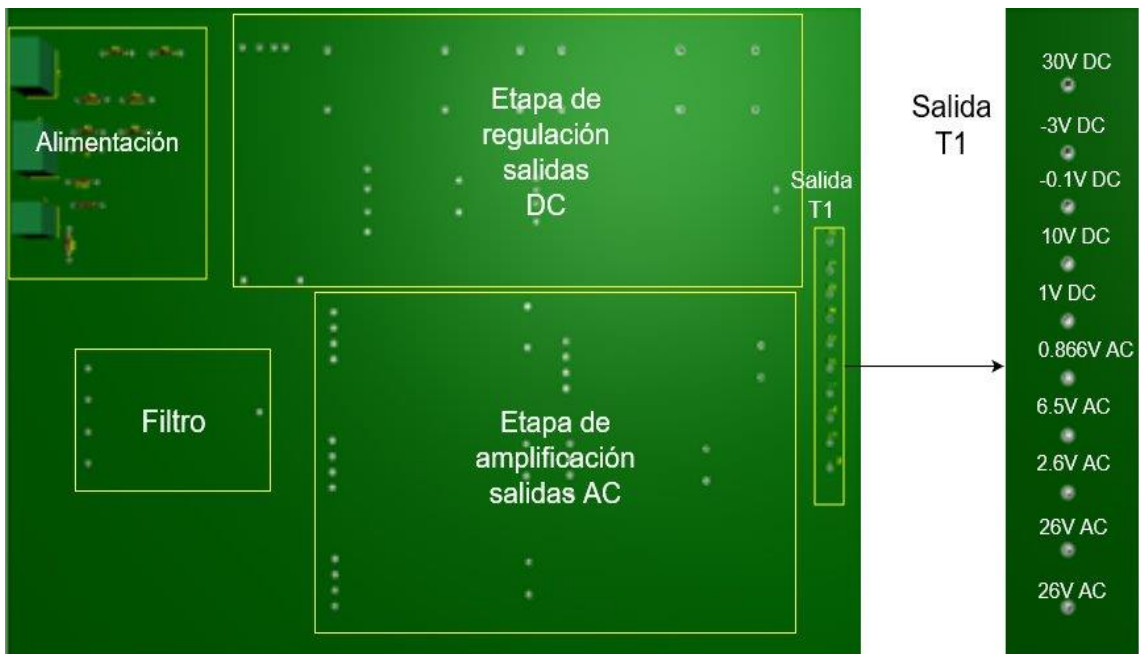 Alimentación
Etapa de
regulación
salidas
DC
Salida
T1
Filtro
Etapa de
amplificación
salidas AC
Salida
T1
30V DC
-3V DC
-0.1V DC
10V DC
1V DC
0.866V AC
6.5V AC
2.6V AC
26V AC
26V AC